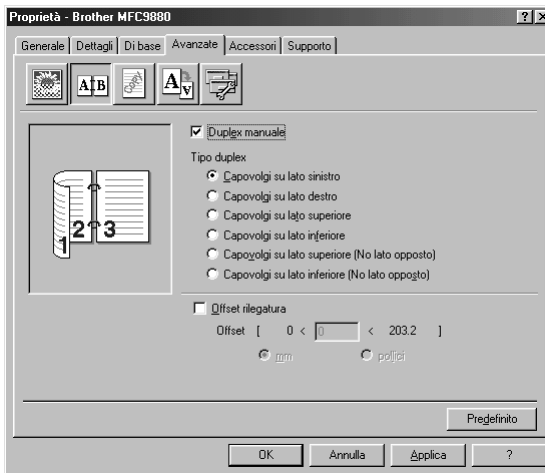 Proprietà - Brother MFC9880
? X
Generale Dettagli Di base Avanzate Accessori Supporto
A B A A
Duplex manuale
Tipo duplex
Capovolgi su lato sinistro
Capovolgi su lato destro
Capovolgi su lato superiore
Capovolgi su lato inferiore
Capovolgi su lato superiore (No lato opposto)
Capovolgi su lato inferiore (No lato opposto)
1 2 3
Offset rilegatura
Offset [ 0 < 0 < 203.2 ]
mm pollici
Predefinito
OK Annulla Applica ?